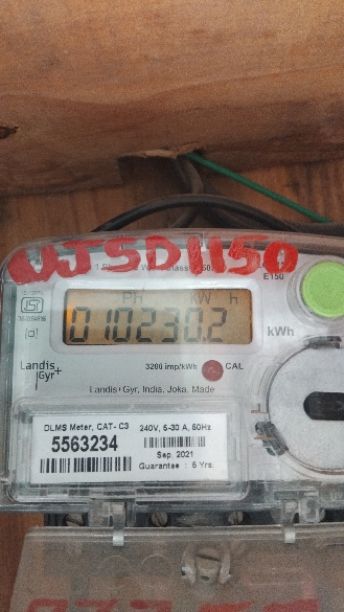 WJSD1150
E150
PH KW h
010230.2
kWh
Landis
Gyr+
3200 imp/kWh CAL
Landis+Gyr, India, Joka, Made
DLMS Meter, CAT- C3
5563234
240V, 5-30 A, 50Hz
Sep. 2021
Guarantee : 5 Yrs.